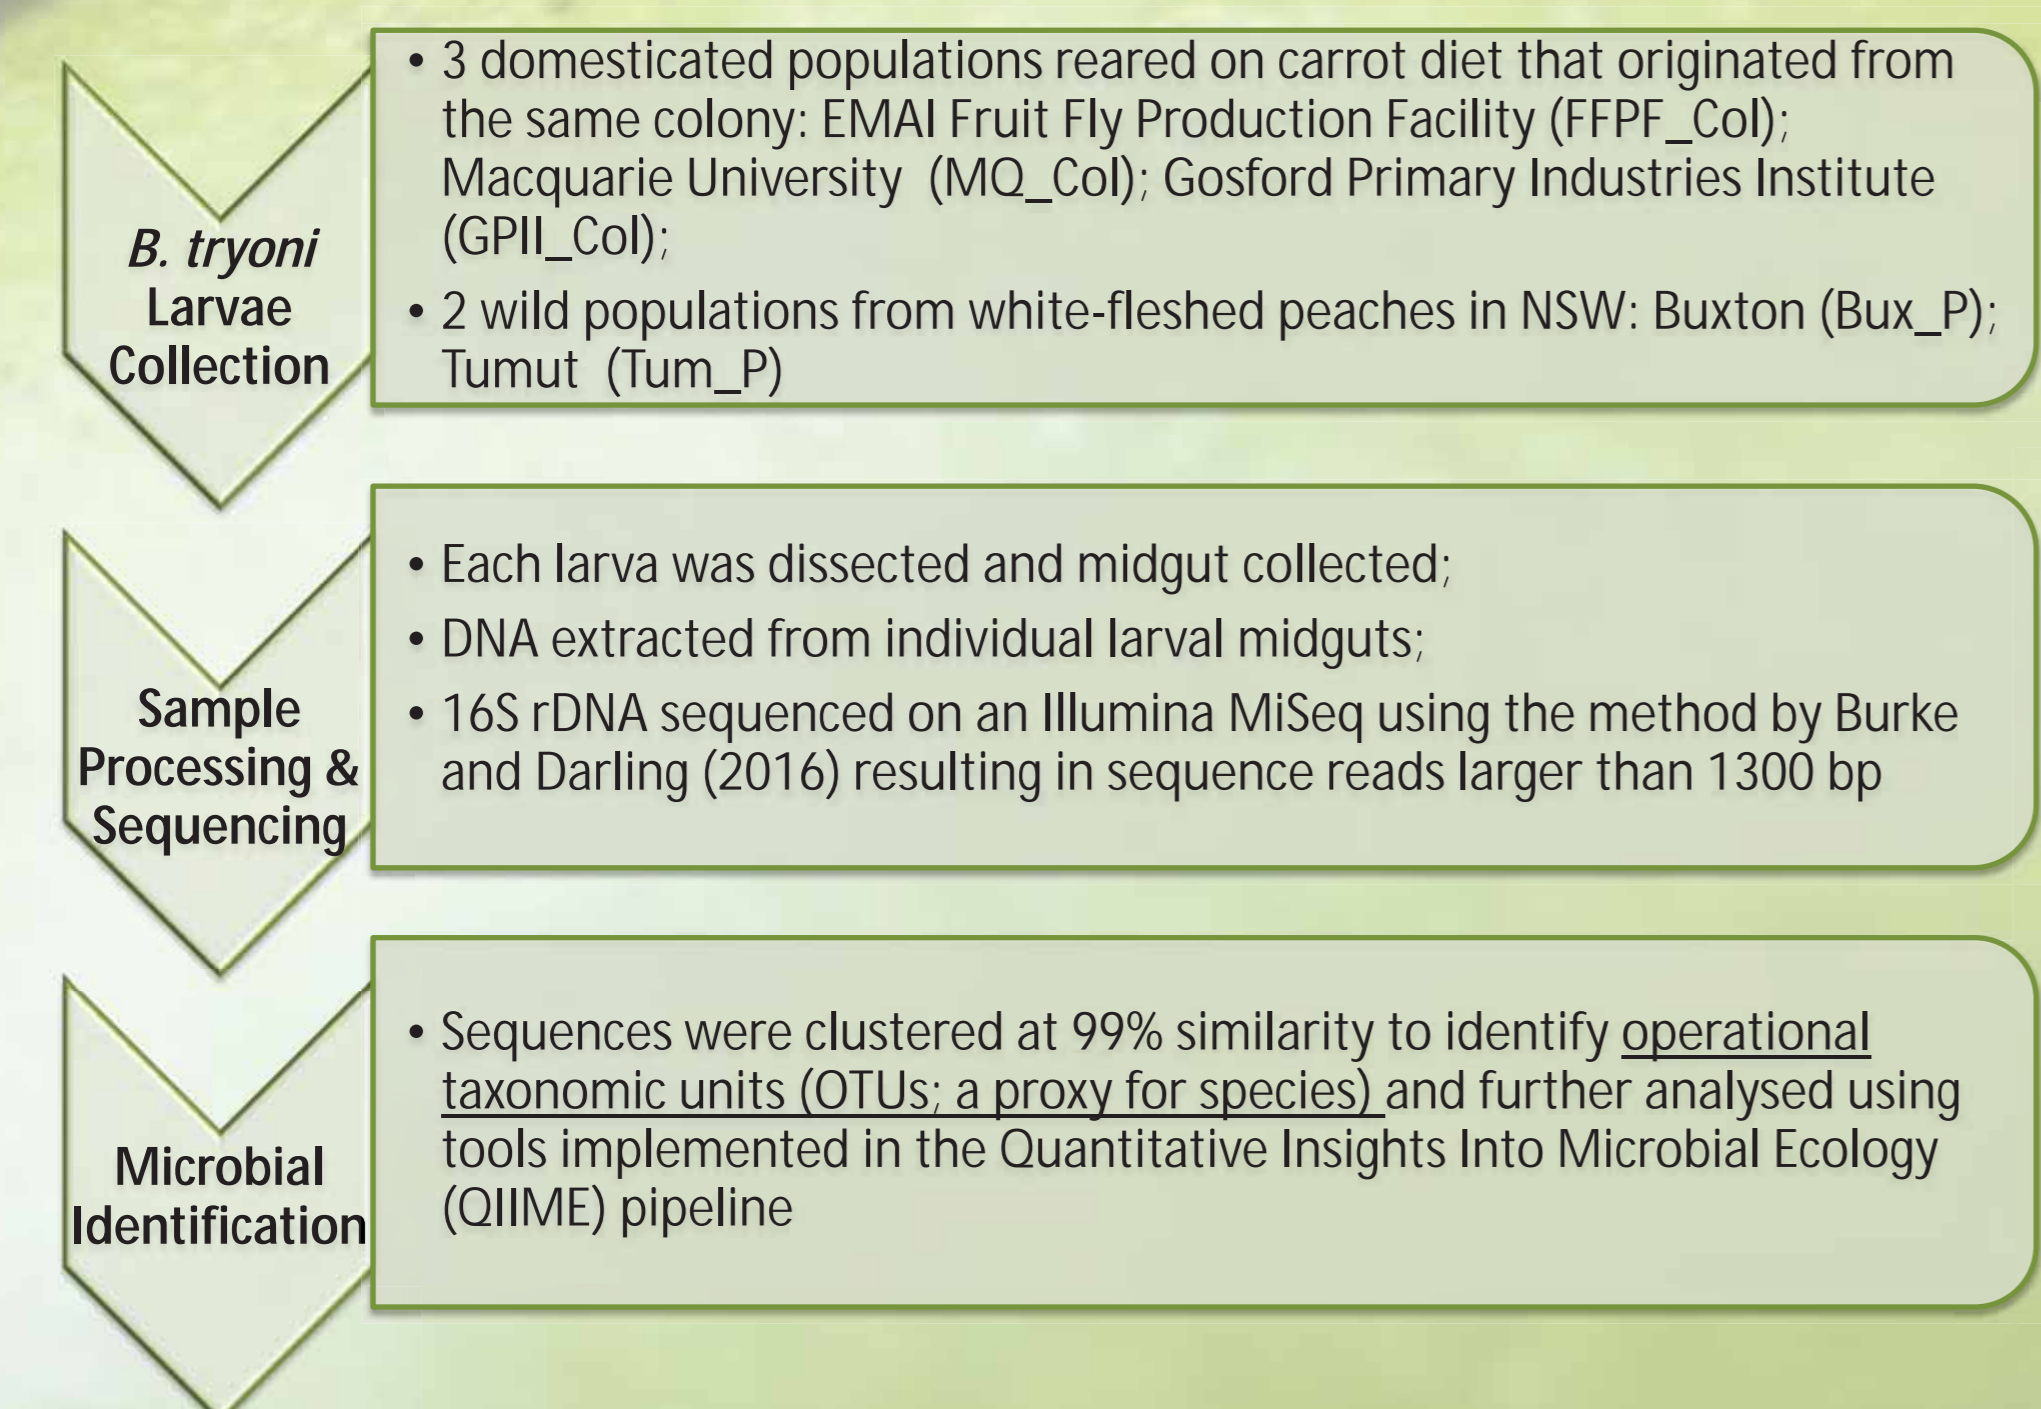 B. tryoni
Larvae
Collection
• 3 domesticated populations reared on carrot diet that originated from
the same colony: EMAI Fruit Fly Production Facility (FFPF_Col);
Macquarie University (MQ_Col); Gosford Primary Industries Institute
(GPII_Col);
• 2 wild populations from white-fleshed peaches in NSW: Buxton (Bux_P);
Tumut (Tum_P)
Sample
Processing &
Sequencing
• Each larva was dissected and midgut collected;
• DNA extracted from individual larval midguts;
• 16S rDNA sequenced on an Illumina MiSeq using the method by Burke
and Darling (2016) resulting in sequence reads larger than 1300 bp
Microbial
Identification
• Sequences were clustered at 99% similarity to identify operational
taxonomic units (OTUs; a proxy for species) and further analysed using
tools implemented in the Quantitative Insights Into Microbial Ecology
(QIIME) pipeline